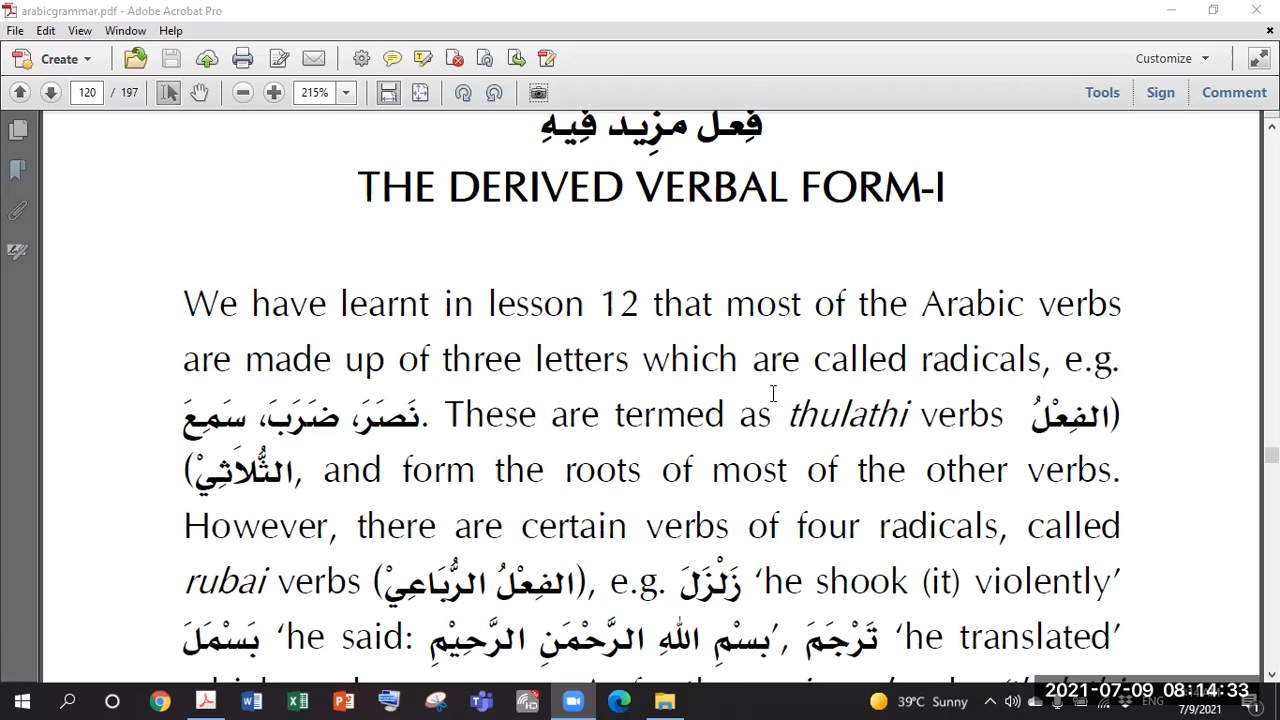 arabicgrammar.pdf - Adobe Acrobat Pro
File Edit View Window Help
Create Customize
120 / 197 215% Tools Sign Comment
فِعل مزِيد فِيهِ
THE DERIVED VERBAL FORM-I
We have learnt in lesson 12 that most of the Arabic verbs
are made up of three letters which are called radicals, e.g.
نَصَرَ، ضَرَبَ، سَمِعَ. These are termed as thulathi verbs (الفِعْلُ
الثُّلاَثِيْ), and form the roots of most of the other verbs.
However, there are certain verbs of four radicals, called
rubai verbs (الفِعْلُ الرُّبَاعِيْ), e.g. زَلْزَلَ ‘he shook (it) violently’
بَسْمَلَ ‘he said: بِسْمِ اللهِ الرَّحْمَنِ الرَّحِيْمِ’, تَرْجَمَ ‘he translated’
39°C Sunny ENG 2021-07-09 08:14:33
7/9/2021